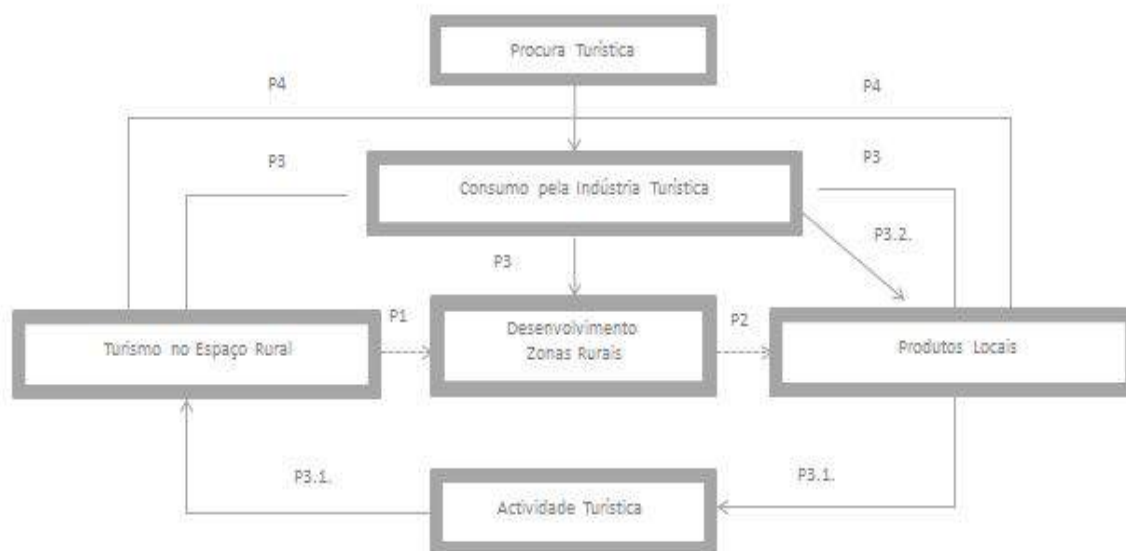 Procura Turística
P4
P4
P3
P3
Consumo pela Indústria Turística
P3.2.
P3
P1
Desenvolvimento
Zonas Rurais
P2
Turismo no Espaço Rural
Produtos Locais
P3.1.
P3.1.
Actividade Turística